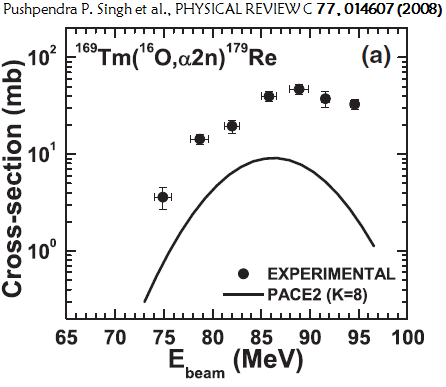 Pushpendra P. Singh et al., PHYSICAL REVIEW C 77, 014607 (2008)
¹⁶⁹Tm(¹⁶O,α2n)¹⁷⁹Re
(a)
Cross-section (mb)
10²
10¹
10⁰
EXPERIMENTAL
PACE2 (K=8)
65 70 75 80 85 90 95 100
E_beam (MeV)